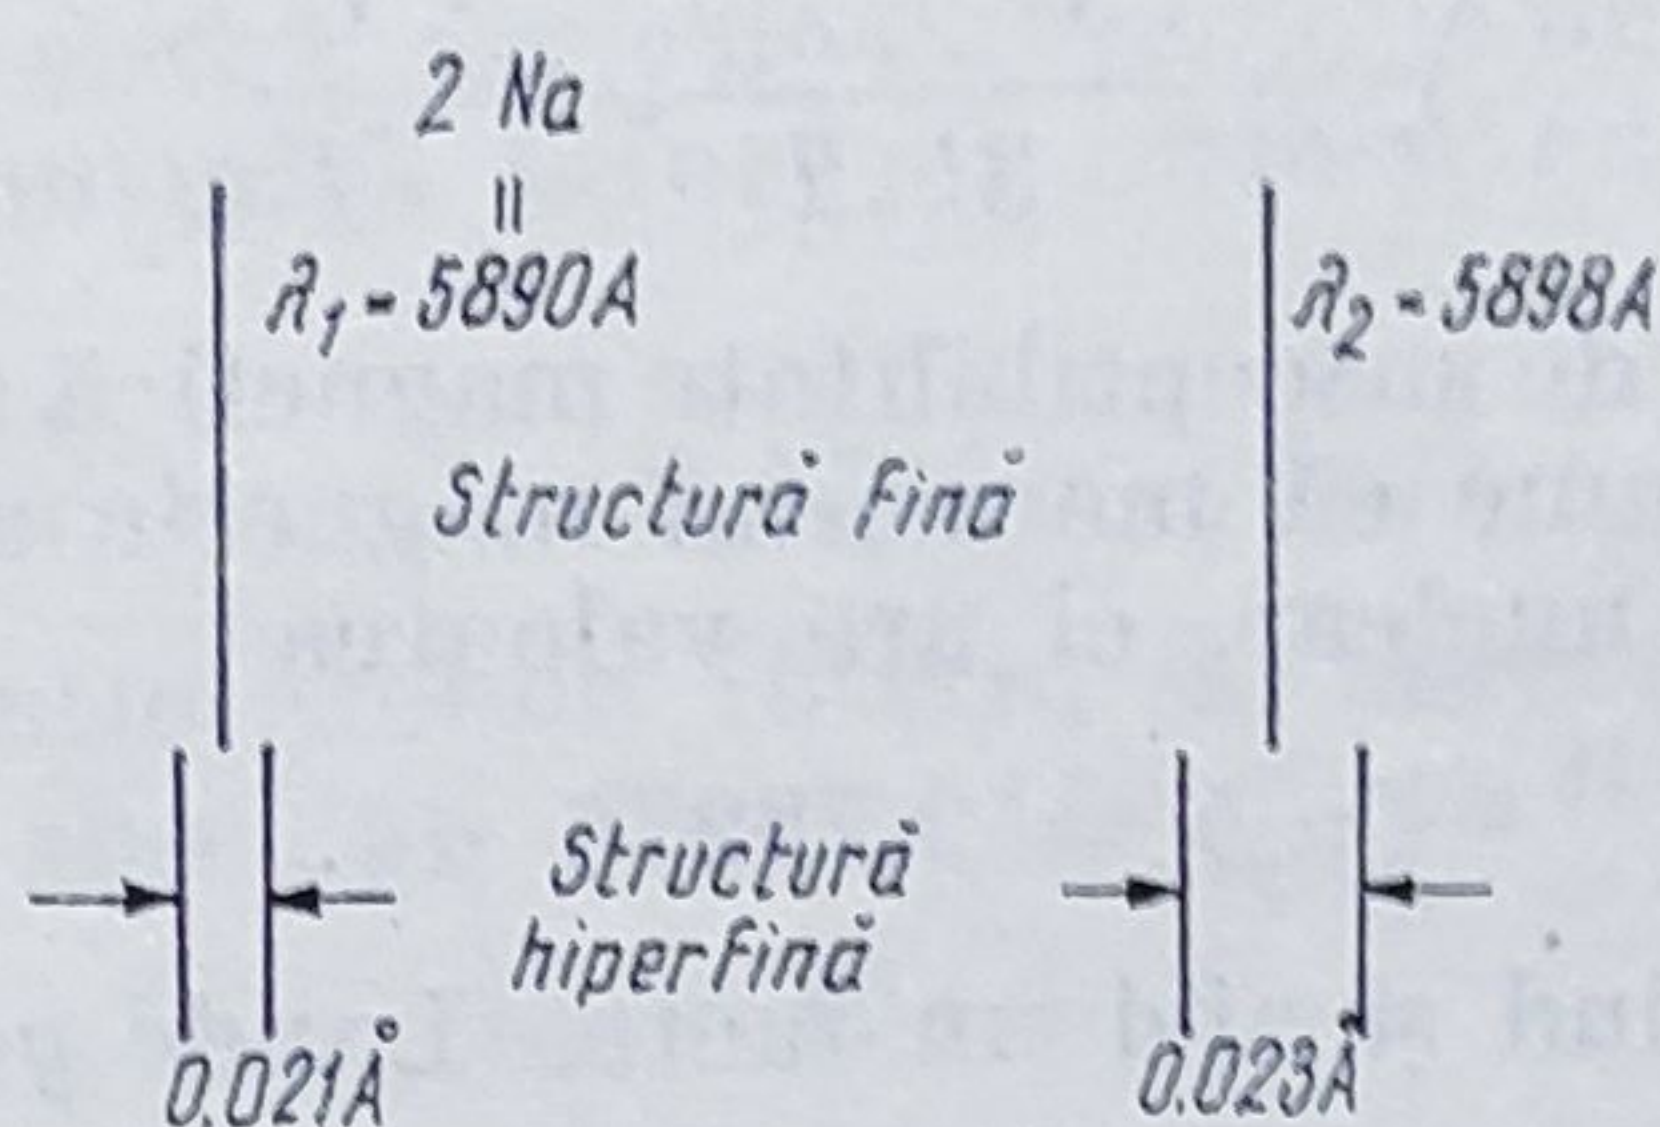 2 Na
||
λ1 - 5890A
λ2 - 5898A
Structură fină
Structură
hiperfină
0.021Å
0.023Å